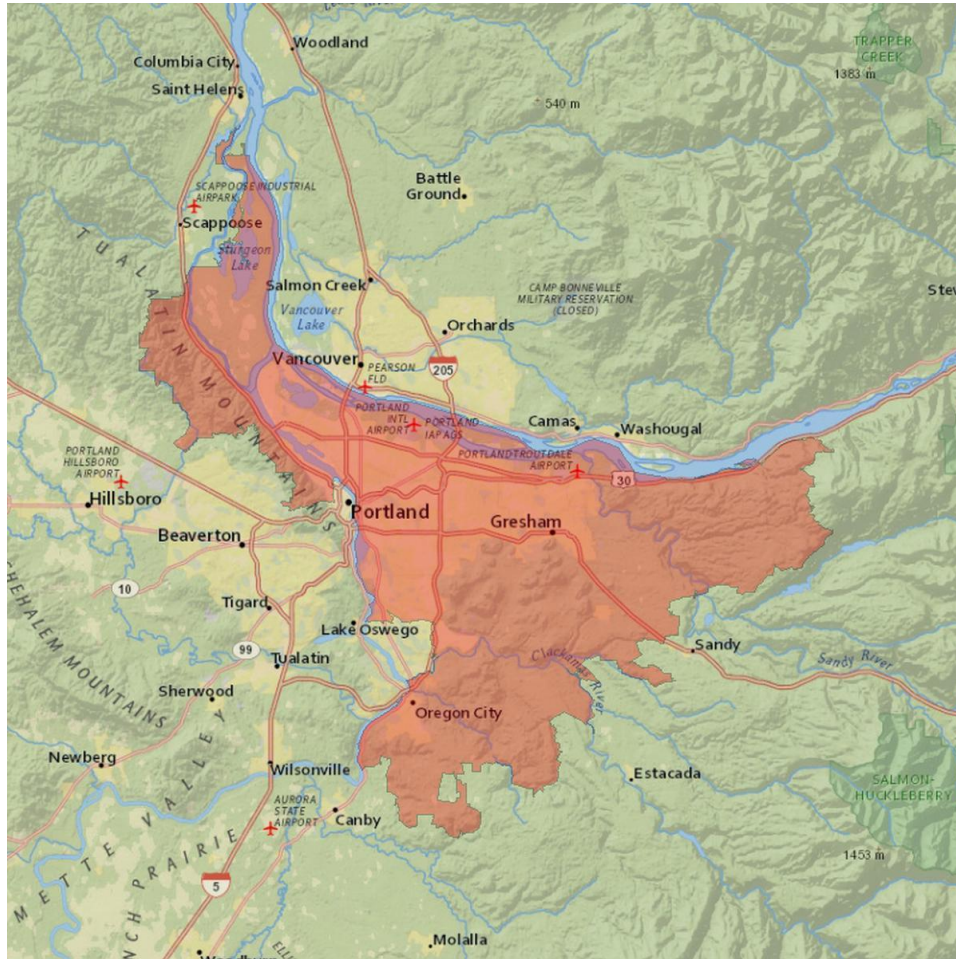 Woodland
Columbia City
Saint Helens
TRAPPER
CREEK
1383 m
540 m
Battle
Ground
SCAPPOOSE INDUSTRIAL
AIRPARK
Scappoose
Sturgeon
Lake
TUALATIN MOUNTAINS
Salmon Creek
CAMP BONNEVILLE
MILITARY RESERVATION
(CLOSED)
Vancouver
Lake
Orchards
Vancouver
PEARSON
FLD
205
PORTLAND
INTL
AIRPORT
PORTLAND
IAP AGS
Camas
Washougal
PORTLAND-TROUTDALE
AIRPORT
30
PORTLAND
HILLSBORO
AIRPORT
Hillsboro
Portland
Gresham
Beaverton
10
Tigard
Lake Oswego
99
Tualatin
Sandy
Sandy River
Clackamas River
CHEHALEM MOUNTAINS
Sherwood
Oregon City
Newberg
Wilsonville
Estacada
SALMON-
HUCKLEBERRY
AURORA
STATE
AIRPORT
Canby
METTE VALLEY
1453 m
NCH PRAIRIE
5
Molalla